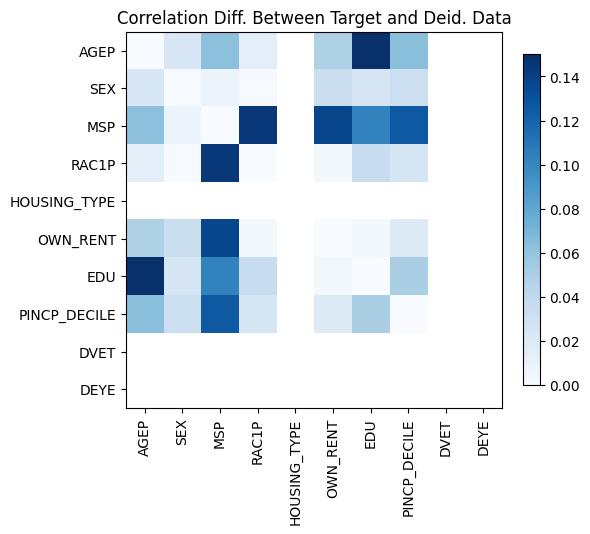 Correlation Diff. Between Target and Deid. Data
AGEP
SEX
MSP
RAC1P
HOUSING_TYPE
OWN_RENT
EDU
PINCP_DECILE
DVET
DEYE
AGEP
SEX
MSP
RAC1P
HOUSING_TYPE
OWN_RENT
EDU
PINCP_DECILE
DVET
DEYE
0.14
0.12
0.10
0.08
0.06
0.04
0.02
0.00